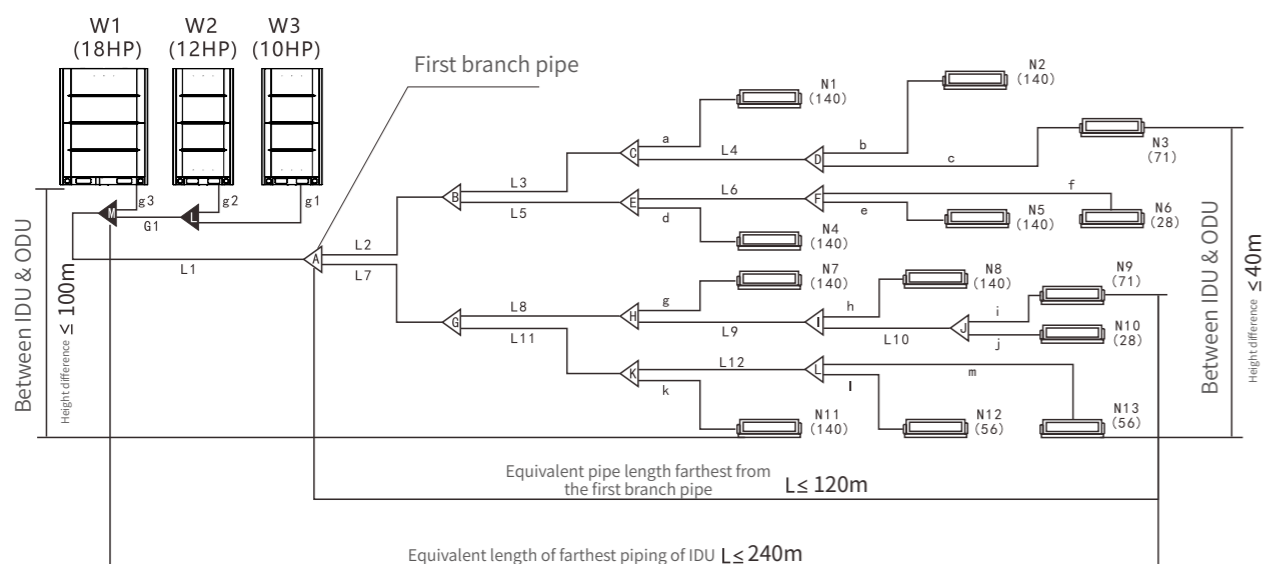 W1
(18HP)
W2
(12HP)
W3
(10HP)
First branch pipe
N1
(140)
N2
(140)
N3
(71)
a
b
c
C
L4
D
L3
B
L5
E
L6
F
f
e
d
N4
(140)
N5
(140)
N6
(28)
g3
g2
g1
M
G1
L
L1
A
L2
L7
N7
(140)
N8
(140)
N9
(71)
N10
(28)
g
h
i
j
L8
G
L11
H
L9
I
L10
J
K
L12
L
k
l
m
N11
(140)
N12
(56)
N13
(56)
Between IDU & ODU
Height difference ≤ 100m
Between IDU & ODU
Height difference ≤40m
Equivalent pipe length farthest from
the first branch pipe L≤ 120m
Equivalent length of farthest piping of IDU L≤240m